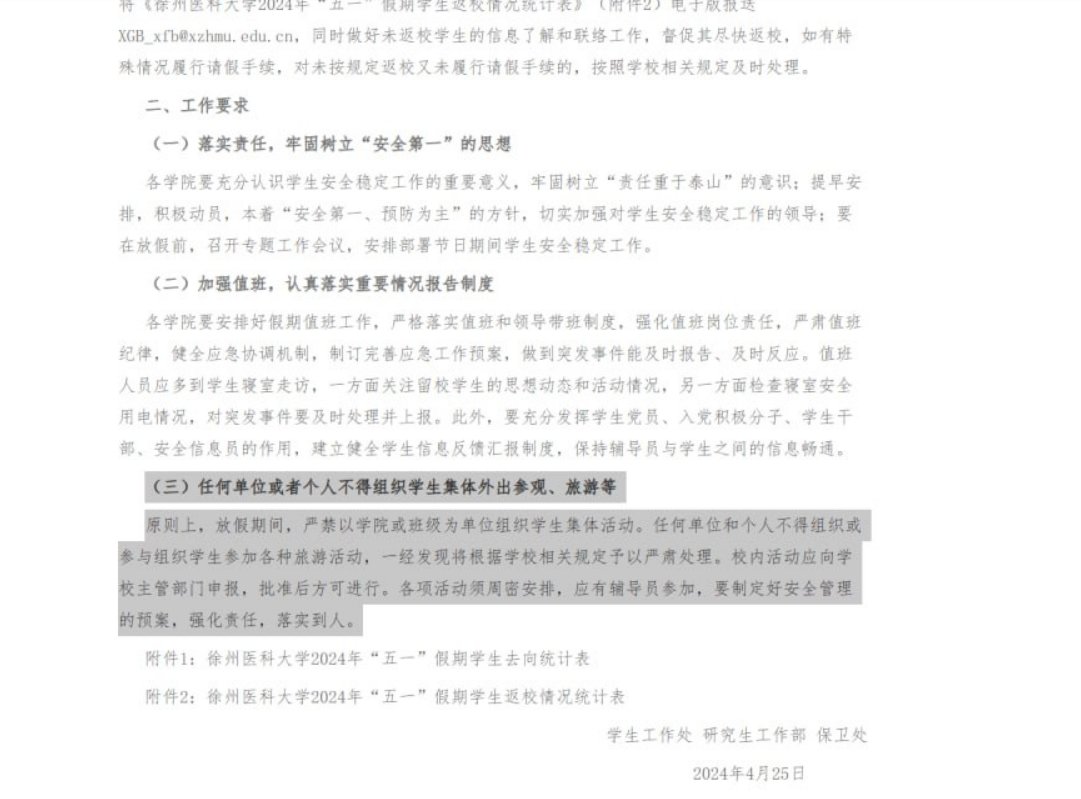 将《徐州医科大学2024年“五一”假期学生返校情况统计表》（附件2）电子版报送
XGB_xfb@xzhmu.edu.cn，同时做好未返校学生的信息了解和联络工作，督促其尽快返校，如有特
殊情况履行请假手续，对未按规定返校又未履行请假手续的，按照学校相关规定及时处理。
二、工作要求
（一）落实责任，牢固树立“安全第一”的思想
各学院要充分认识学生安全稳定工作的重要意义，牢固树立“责任重于泰山”的意识；提早安
排，积极动员，本着“安全第一、预防为主”的方针，切实加强对学生安全稳定工作的领导；要
在放假前，召开专题工作会议，安排部署节日期间学生安全稳定工作。
（二）加强值班，认真落实重要情况报告制度
各学院要安排好假期值班工作，严格落实值班和领导带班制度，强化值班岗位责任，严肃值班
纪律，健全应急协调机制，制订完善应急工作预案，做到突发事件能及时报告、及时反应。值班
人员应多到学生寝室走访，一方面关注留校学生的思想动态和活动情况，另一方面检查寝室安全
用电情况，对突发事件要及时处理并上报。此外，要充分发挥学生党员、入党积极分子、学生干
部、安全信息员的作用，建立健全学生信息反馈汇报制度，保持辅导员与学生之间的信息畅通。
（三）任何单位或者个人不得组织学生集体外出参观、旅游等
原则上，放假期间，严禁以学院或班级为单位组织学生集体活动。任何单位和个人不得组织或
参与组织学生参加各种旅游活动，一经发现将根据学校相关规定予以严肃处理。校内活动应向学
校主管部门申报，批准后方可进行。各项活动须周密安排，应有辅导员参加，要制定好安全管理
的预案，强化责任，落实到人。
附件1：徐州医科大学2024年“五一”假期学生去向统计表
附件2：徐州医科大学2024年“五一”假期学生返校情况统计表
学生工作处 研究生工作部 保卫处
2024年4月25日